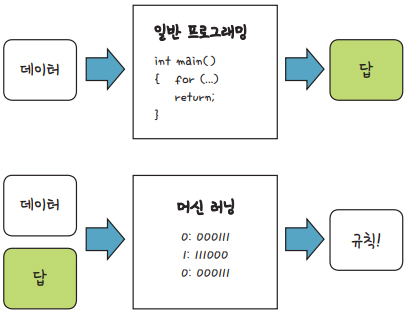 데이터
일반 프로그래밍
int main()
{ for (...)
return;
}
답
데이터
답
머신 러닝
0: 000111
1: 111000
0: 000111
규칙!